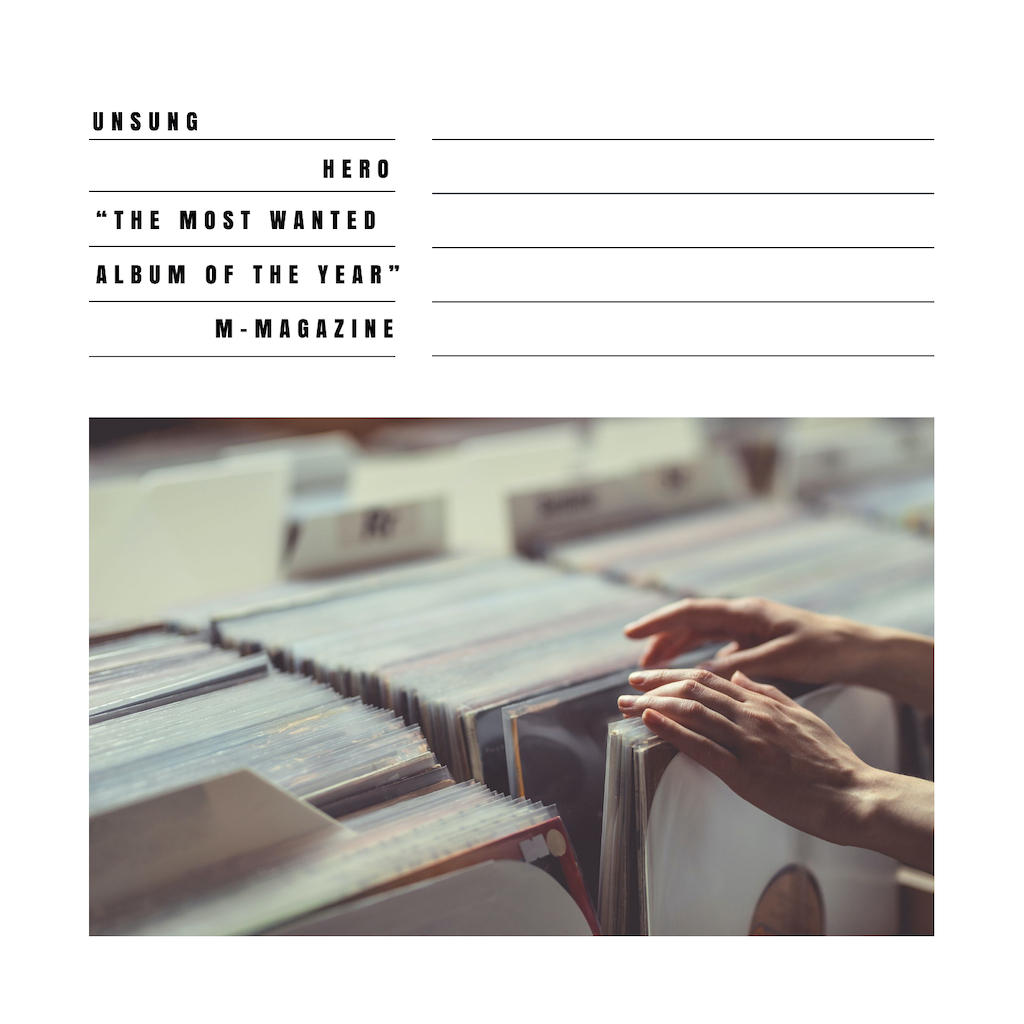 UNSUNG
HERO
“THE MOST WANTED
ALBUM OF THE YEAR”
M-MAGAZINE